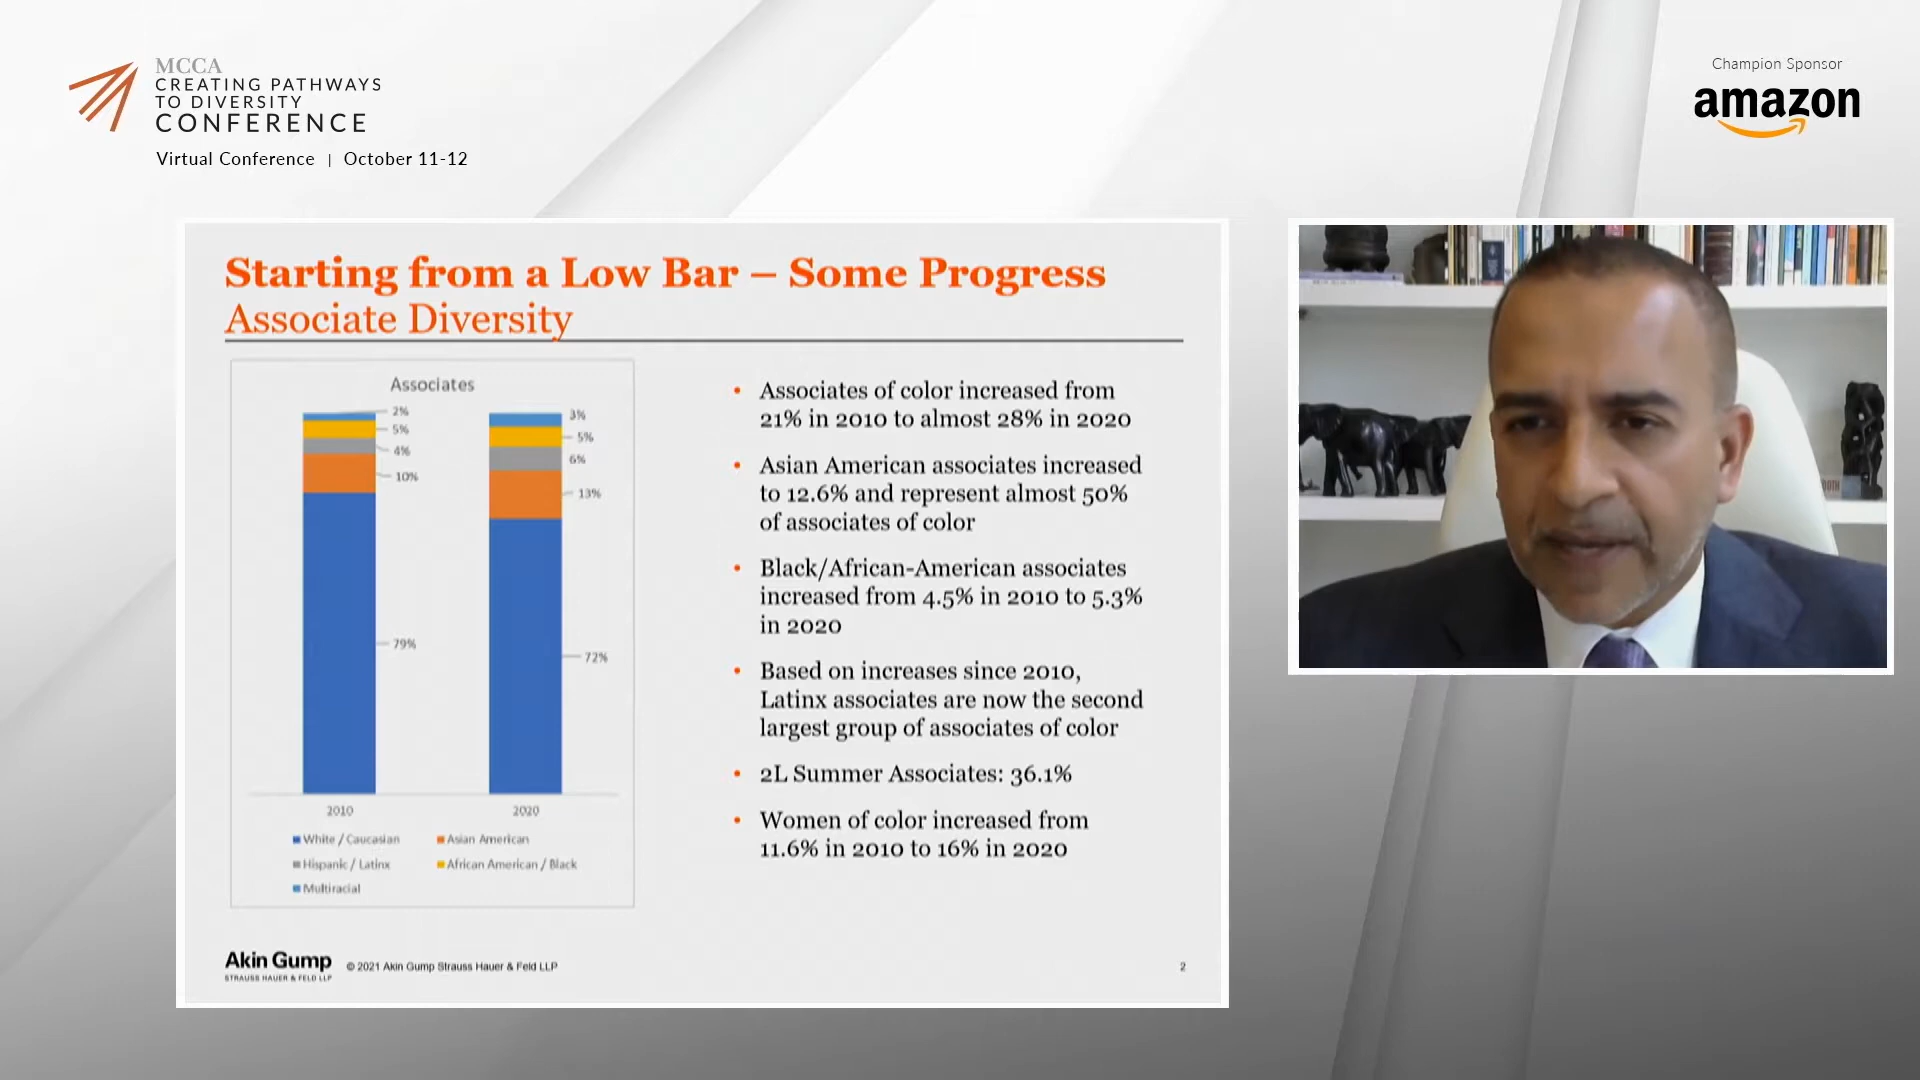 MCCA
CREATING PATHWAYS
TO DIVERSITY
CONFERENCE
Virtual Conference | October 11-12
Champion Sponsor
amazon
Starting from a Low Bar – Some Progress
Associate Diversity
Associates
2%
5%
4%
10%
79%
3%
5%
6%
13%
72%
2010
2020
White / Caucasian
Asian American
Hispanic / Latinx
African American / Black
Multiracial
• Associates of color increased from
21% in 2010 to almost 28% in 2020
• Asian American associates increased
to 12.6% and represent almost 50%
of associates of color
• Black/African-American associates
increased from 4.5% in 2010 to 5.3%
in 2020
• Based on increases since 2010,
Latinx associates are now the second
largest group of associates of color
• 2L Summer Associates: 36.1%
• Women of color increased from
11.6% in 2010 to 16% in 2020
Akin Gump
STRAUSS HAUER & FELD LLP
© 2021 Akin Gump Strauss Hauer & Feld LLP
2